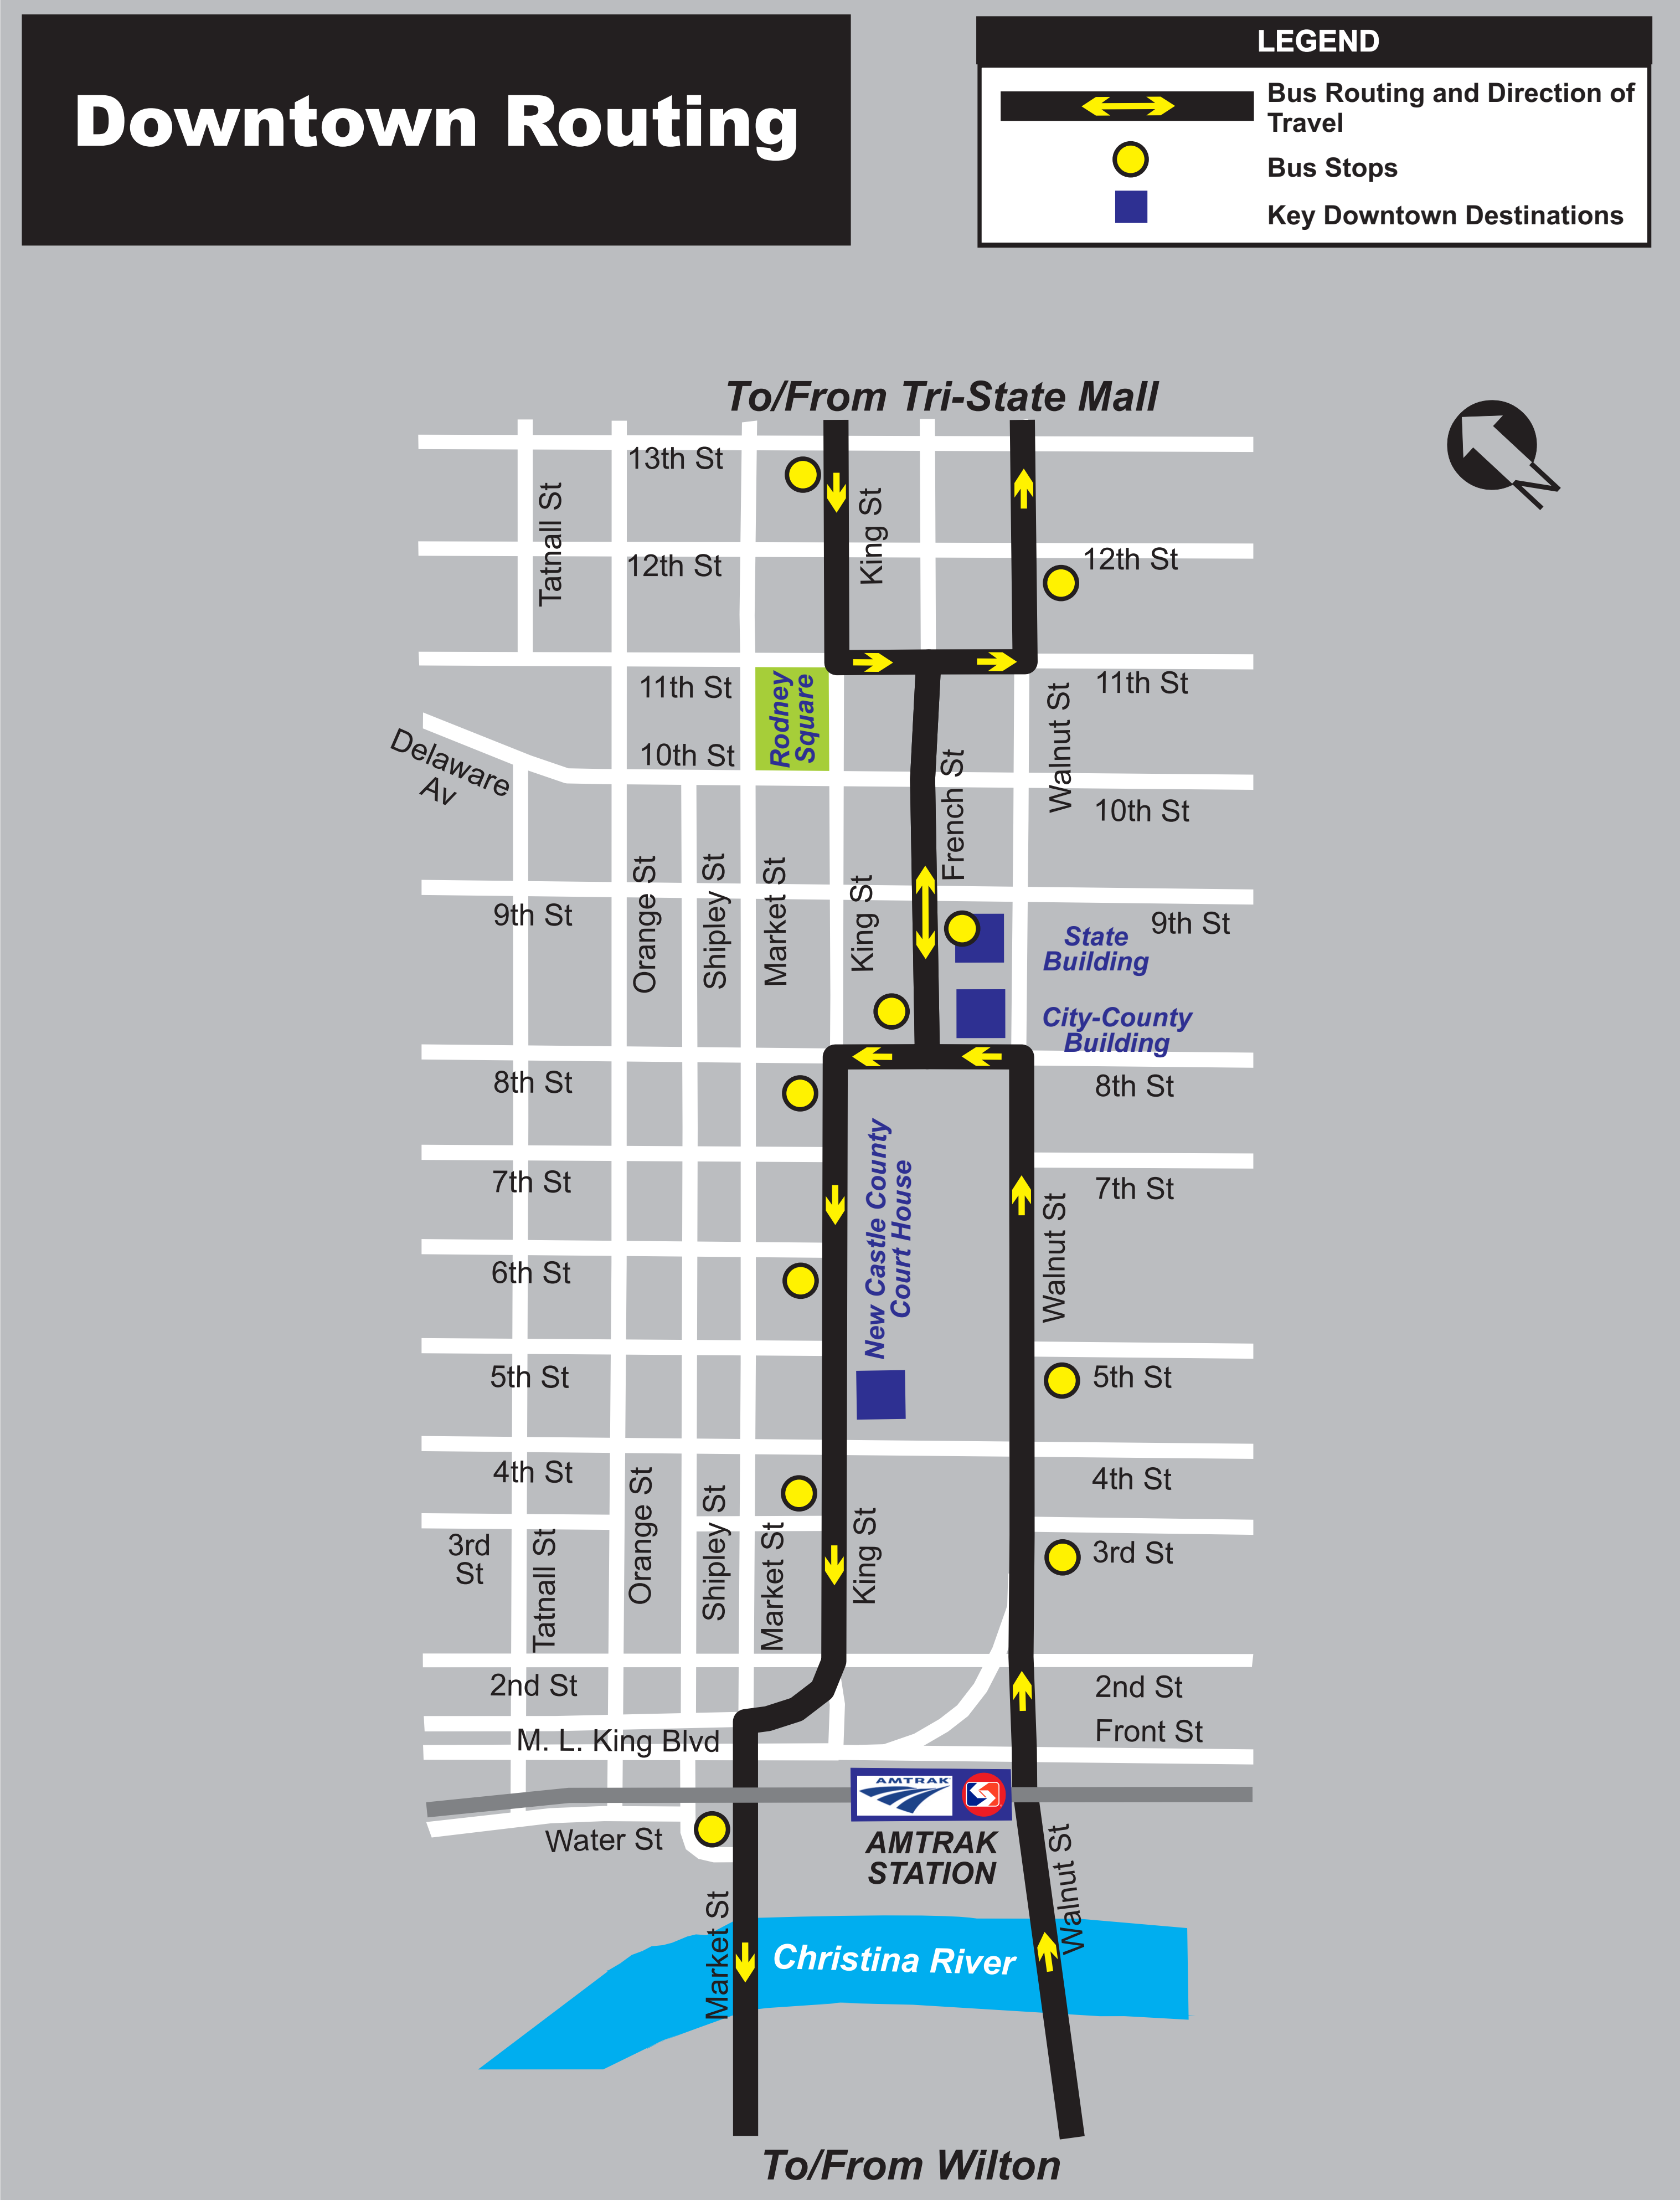 Downtown Routing
LEGEND
Bus Routing and Direction of
Travel
Bus Stops
Key Downtown Destinations
To/From Tri-State Mall
N
13th St
Tatnall St
King St
12th St
12th St
11th St
11th St
Rodney
Square
Walnut St
Delaware
Av
10th St
10th St
French St
Orange St
Shipley St
Market St
King St
9th St
9th St
State
Building
City-County
Building
8th St
8th St
New Castle County
Court House
7th St
7th St
Walnut St
6th St
5th St
5th St
4th St
4th St
3rd
St
3rd St
Tatnall St
Orange St
Shipley St
Market St
King St
2nd St
2nd St
Front St
M. L. King Blvd
AMTRAK
Water St
AMTRAK
STATION
Walnut St
Market St
Christina River
To/From Wilton